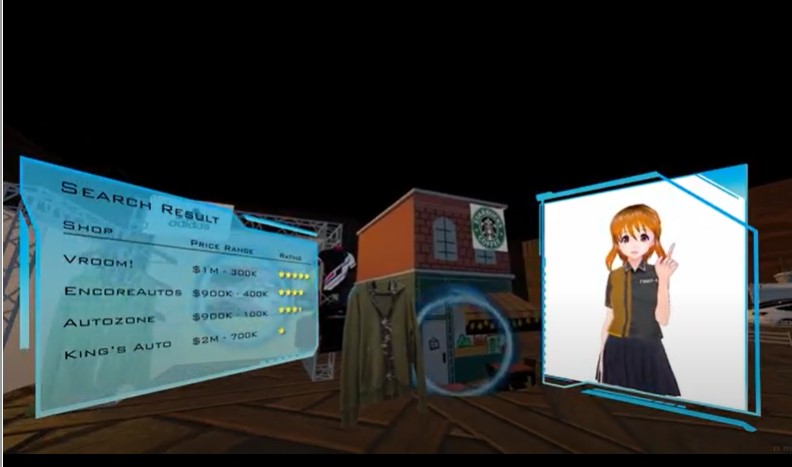 Search Result
adidas
Shop Price Range Rating
Vroom! $1M - 300K
EncoreAutos $900K - 400K
Autozone $900K - 100K
King's Auto $2M - 700K